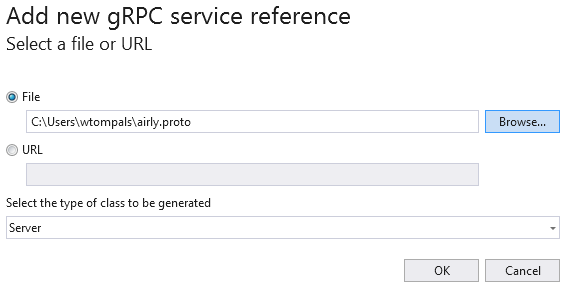 Add new gRPC service reference
Select a file or URL
File
C:\Users\wtompals\airly.proto
Browse...
URL
Select the type of class to be generated
Server
OK
Cancel